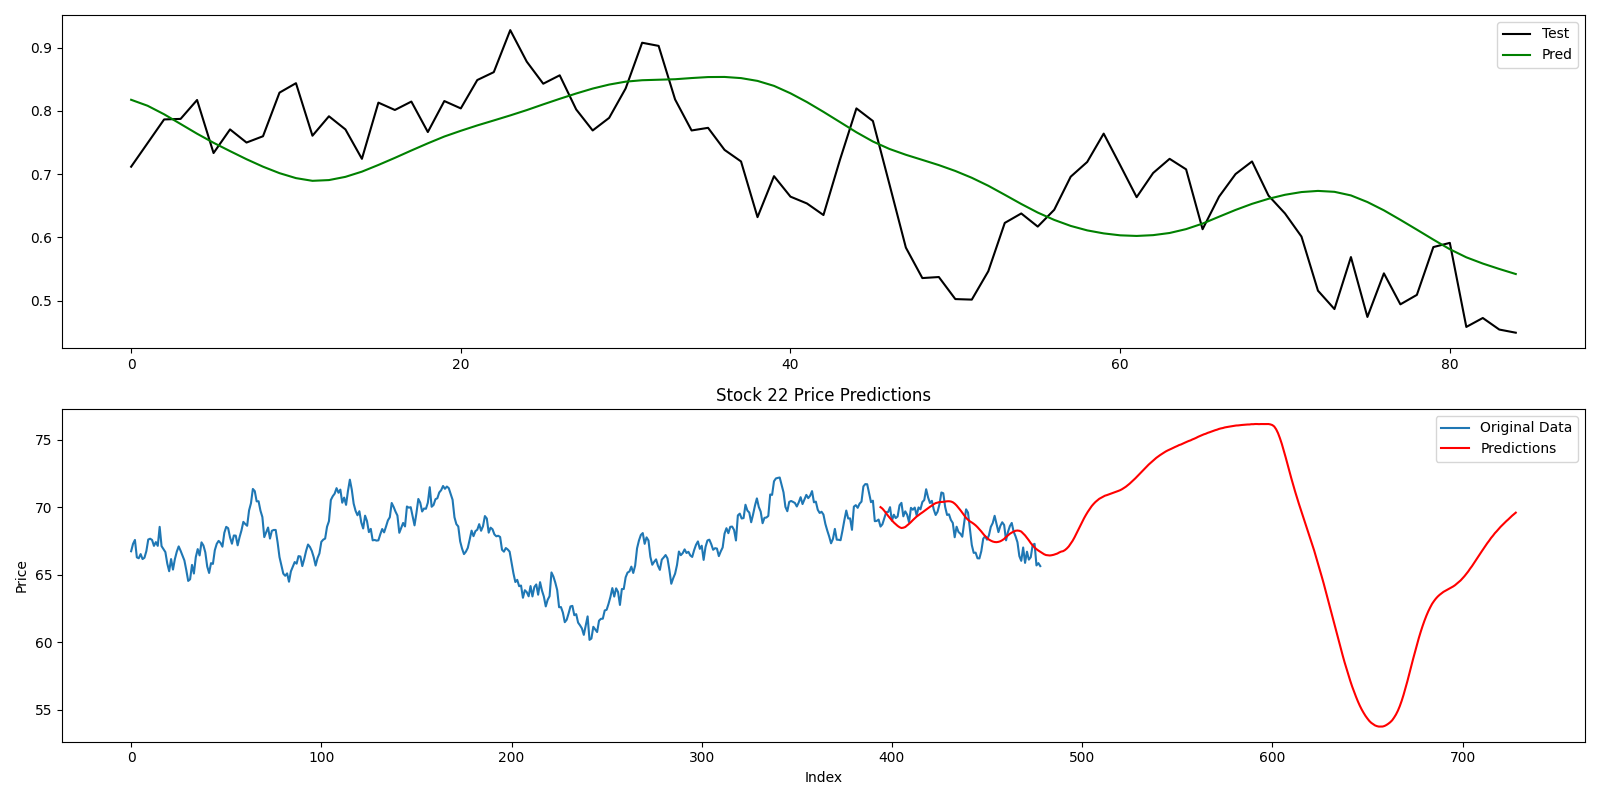 0.9
0.8
0.7
0.6
0.5
Test
Pred
0 20 40 60 80
Stock 22 Price Predictions
75
70
65
60
55
Price
Original Data
Predictions
0 100 200 300 400 500 600 700
Index